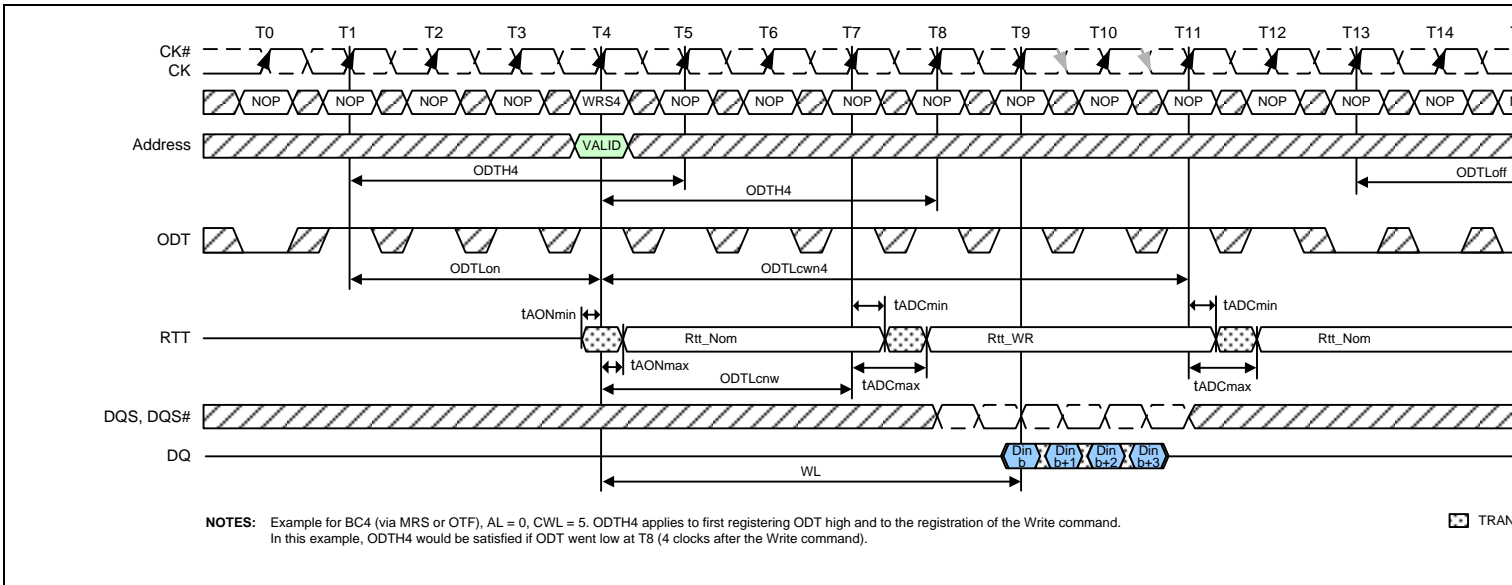 T0 T1 T2 T3 T4 T5 T6 T7 T8 T9 T10 T11 T12 T13 T14
CK#
CK
NOP NOP NOP NOP WRS4 NOP NOP NOP NOP NOP NOP NOP NOP NOP NOP
Address VALID
ODTH4
ODTH4
ODTLoff
ODT
ODTLon ODTLcwn4
tAONmin tADCmin tADCmin
RTT Rtt_Nom Rtt_WR Rtt_Nom
tAONmax tADCmax tADCmax
ODTLcnw
DQS, DQS#
DQ Din b Din b+1 Din b+2 Din b+3
WL
NOTES: Example for BC4 (via MRS or OTF), AL = 0, CWL = 5. ODTH4 applies to first registering ODT high and to the registration of the Write command.
In this example, ODTH4 would be satisfied if ODT went low at T8 (4 clocks after the Write command).
TRAN